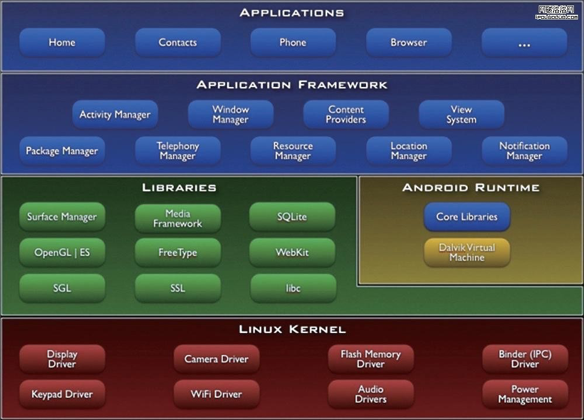 APPLICATIONS
Home
Contacts
Phone
Browser
...
APPLICATION FRAMEWORK
Activity Manager
Window
Manager
Content
Providers
View
System
Package Manager
Telephony
Manager
Resource
Manager
Location
Manager
Notification
Manager
LIBRARIES
Surface Manager
Media
Framework
SQLite
OpenGL | ES
FreeType
WebKit
SGL
SSL
libc
ANDROID RUNTIME
Core Libraries
Dalvik Virtual
Machine
LINUX KERNEL
Display
Driver
Camera Driver
Flash Memory
Driver
Binder (IPC)
Driver
Keypad Driver
WiFi Driver
Audio
Drivers
Power
Management